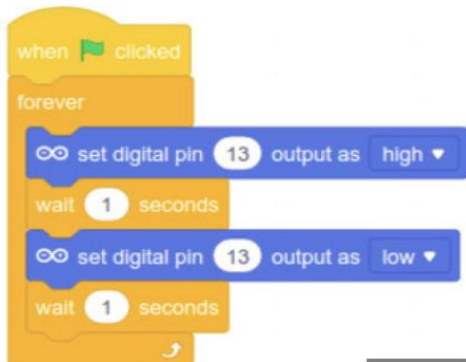 when clicked
forever
set digital pin 13 output as high
wait 1 seconds
set digital pin 13 output as low
wait 1 seconds